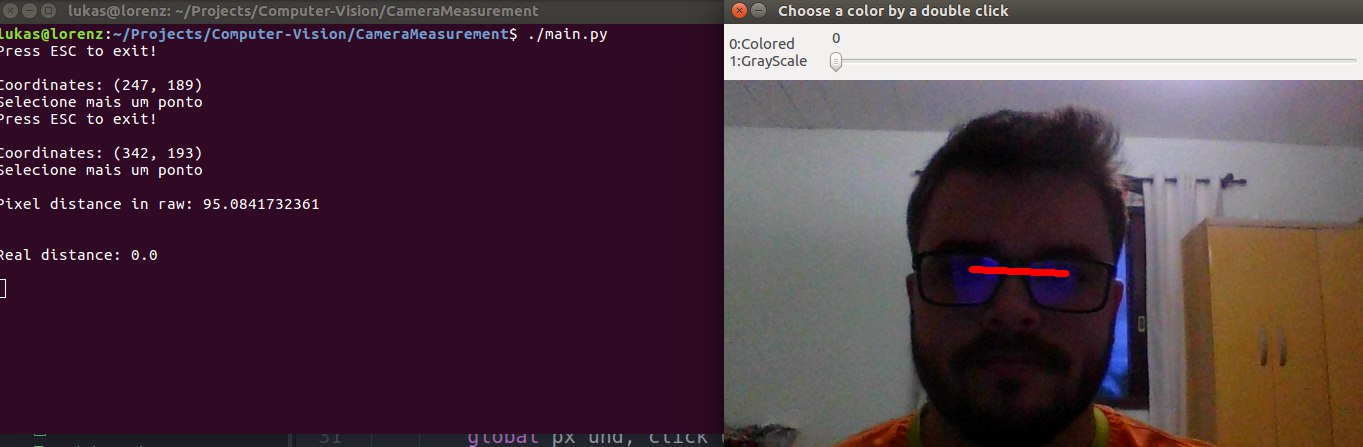 lukas@lorenz: ~/Projects/Computer-Vision/CameraMeasurement
lukas@lorenz:~/Projects/Computer-Vision/CameraMeasurement$ ./main.py
Press ESC to exit!
Coordinates: (247, 189)
Selecione mais um ponto
Press ESC to exit!
Coordinates: (342, 193)
Selecione mais um ponto
Pixel distance in raw: 95.0841732361
Real distance: 0.0
31 global px und, click
Choose a color by a double click
0:Colored
1:GrayScale
0